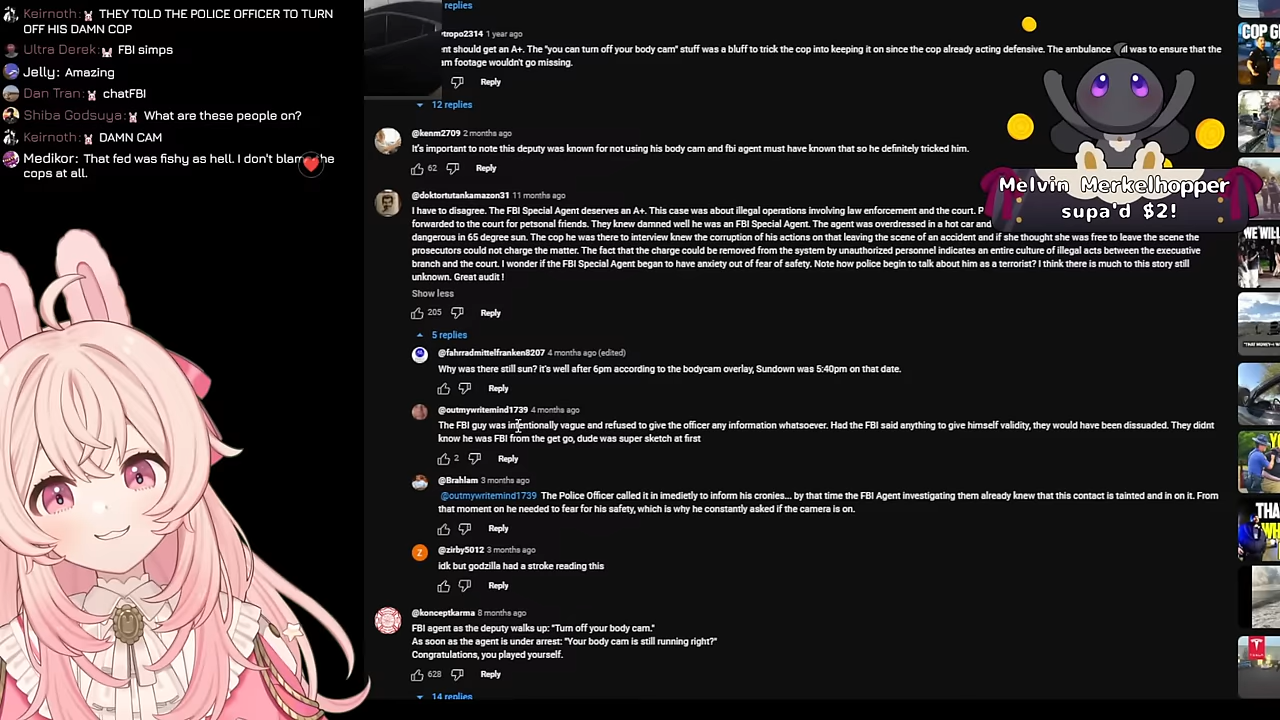 Keirnoth: THEY TOLD THE POLICE OFFICER TO TURN
OFF HIS DAMN COP
Ultra Derek: FBI simps
Jelly: Amazing
Dan Tran: chatFBI
Shiba Godsuya: What are these people on?
Keirnoth: DAMN CAM
Medikor: That fed was fishy as hell. I don't blame the
cops at all.
replies
tropo2314 1 year ago
nt should get an A+. The "you can turn off your body cam" stuff was a bluff to trick the cop into keeping it on since the cop already acting defensive. The ambulance was to ensure that the
am footage wouldn't go missing.
Reply
12 replies
@kenm2709 2 months ago
It's important to note this deputy was known for not using his body cam and fbi agent must have known that so he definitely tricked him.
62 Reply
@doktortutankamazon31 11 months ago
I have to disagree. The FBI Special Agent deserves an A+. This case was about illegal operations involving law enforcement and the court. P
forwarded to the court for petsonal friends. They knew damned well he was an FBI Special Agent. The agent was overdressed in a hot car and
dangerous in 65 degree sun. The cop he was there to interview knew the corruption of his actions on that leaving the scene of an accident and if she thought she was free to leave the scene the
prosecutors could not charge the matter. The fact that the charge could be removed from the system by unauthorized personnel indicates an entire culture of illegal acts between the executive
branch and the court. I wonder if the FBI Special Agent began to have anxiety out of fear of safety. Note how police begin to talk about him as a terrorist? I think there is much to this story still
unknown. Great audit !
Show less
205 Reply
5 replies
@fahrradmittelfranken8207 4 months ago (edited)
Why was there still sun? it's well after 6pm according to the bodycam overlay, Sundown was 5:40pm on that date.
Reply
@outmywritemind1739 4 months ago
The FBI guy was intentionally vague and refused to give the officer any information whatsoever. Had the FBI said anything to give himself validity, they would have been dissuaded. They didnt
know he was FBI from the get go, dude was super sketch at first
2 Reply
@Brahlam 3 months ago
@outmywritemind1739 The Police Officer called it in imedietly to inform his cronies... by that time the FBI Agent investigating them already knew that this contact is tainted and in on it. From
that moment on he needed to fear for his safety, which is why he constantly asked if the camera is on.
Reply
Z
@zirby5012 3 months ago
idk but godzilla had a stroke reading this
Reply
@konceptkarma 8 months ago
FBI agent as the deputy walks up: "Turn off your body cam."
As soon as the agent is under arrest: "Your body cam is still running right?"
Congratulations, you played yourself.
628 Reply
14 replies
Melvin Merkelhopper
supa'd $2!
COP G
WE WILL
THA
WH